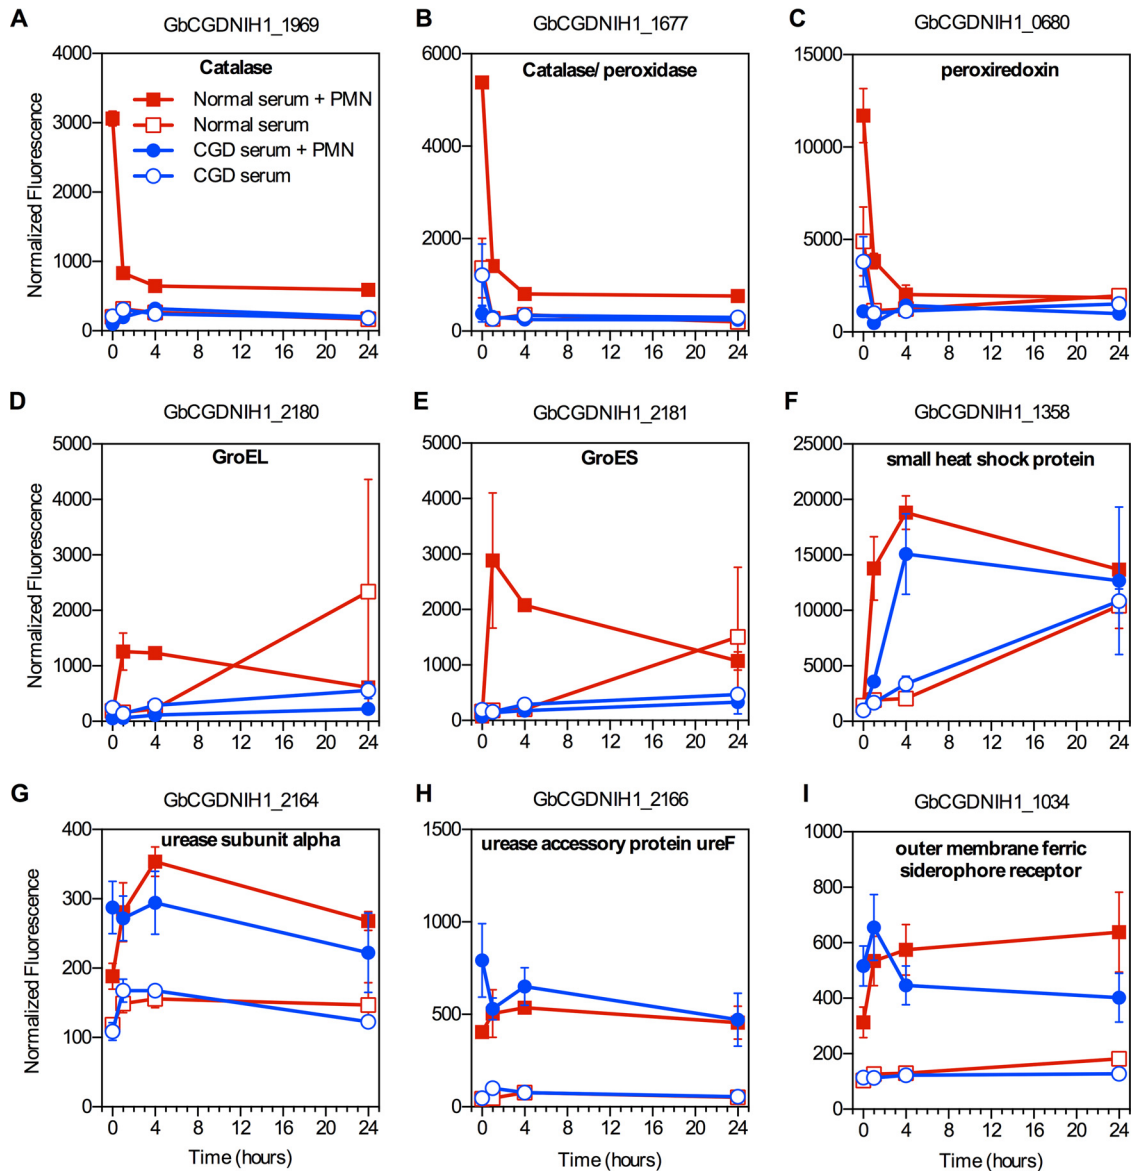 A
GbCGDNIH1_1969
Catalase
Normal serum + PMN
Normal serum
CGD serum + PMN
CGD serum
Normalized Fluorescence
4000
3000
2000
1000
0
0 4 8 12 16 20 24
B
GbCGDNIH1_1677
Catalase/ peroxidase
6000
4000
2000
0
0 4 8 12 16 20 24
C
GbCGDNIH1_0680
peroxiredoxin
15000
10000
5000
0
0 4 8 12 16 20 24
D
GbCGDNIH1_2180
GroEL
Normalized Fluorescence
5000
4000
3000
2000
1000
0
0 4 8 12 16 20 24
E
GbCGDNIH1_2181
GroES
5000
4000
3000
2000
1000
0
0 4 8 12 16 20 24
F
GbCGDNIH1_1358
small heat shock protein
25000
20000
15000
10000
5000
0
0 4 8 12 16 20 24
G
GbCGDNIH1_2164
urease subunit alpha
Normalized Fluorescence
400
300
200
100
0
0 4 8 12 16 20 24
Time (hours)
H
GbCGDNIH1_2166
urease accessory protein ureF
1500
1000
500
0
0 4 8 12 16 20 24
Time (hours)
I
GbCGDNIH1_1034
outer membrane ferric
siderophore receptor
1000
800
600
400
200
0
0 4 8 12 16 20 24
Time (hours)